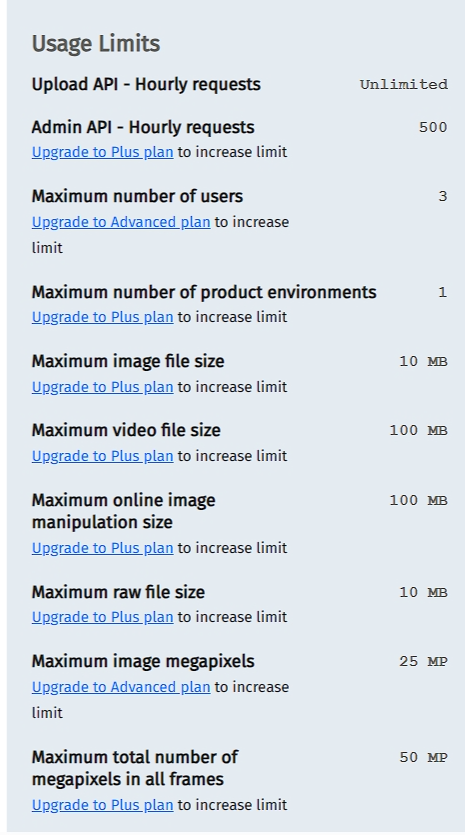 Usage Limits
Upload API - Hourly requests Unlimited
Admin API - Hourly requests 500
Upgrade to Plus plan to increase limit
Maximum number of users 3
Upgrade to Advanced plan to increase
limit
Maximum number of product environments 1
Upgrade to Plus plan to increase limit
Maximum image file size 10 MB
Upgrade to Plus plan to increase limit
Maximum video file size 100 MB
Upgrade to Plus plan to increase limit
Maximum online image 100 MB
manipulation size
Upgrade to Plus plan to increase limit
Maximum raw file size 10 MB
Upgrade to Plus plan to increase limit
Maximum image megapixels 25 MP
Upgrade to Advanced plan to increase
limit
Maximum total number of 50 MP
megapixels in all frames
Upgrade to Plus plan to increase limit